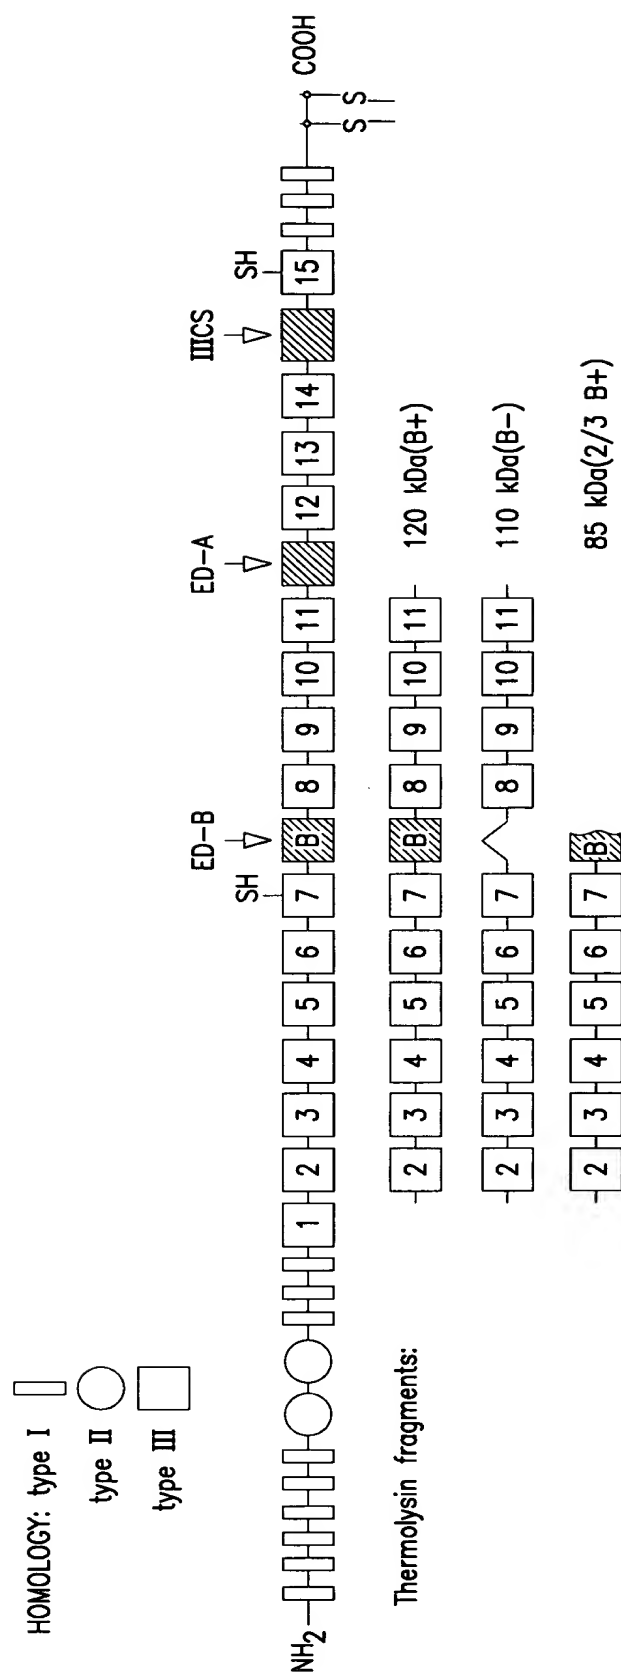 HOMOLOGY: type I
type II
type III
ED-B
ED-A
IIICS
SH
SH
NH2
1 2 3 4 5 6 7 B 8 9 10 11 12 13 14 15
COOH
S
S
Thermolysin fragments:
2 3 4 5 6 7 B 8 9 10 11 120 kDa(B+)
2 3 4 5 6 7 8 9 10 11 110 kDa(B-)
2 3 4 5 6 7 B 85 kDa(2/3 B+)